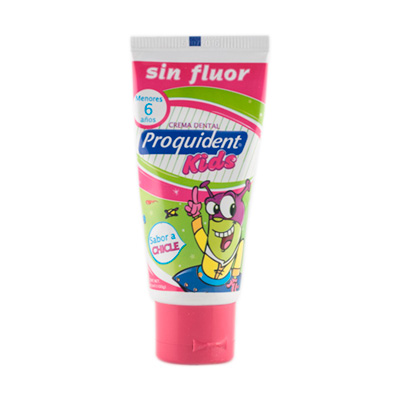 sin fluor
Menores
6
años
CREMA DENTAL
Proquident
Kids
Sabor a
CHICLE